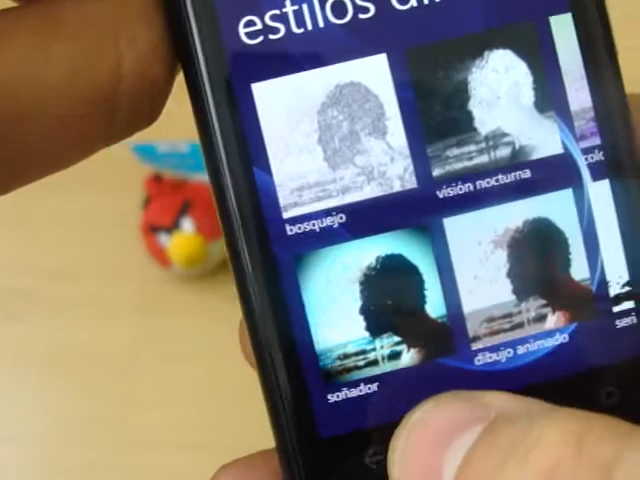 estilos
bosquejo
visión nocturna
soñador
dibujo animado